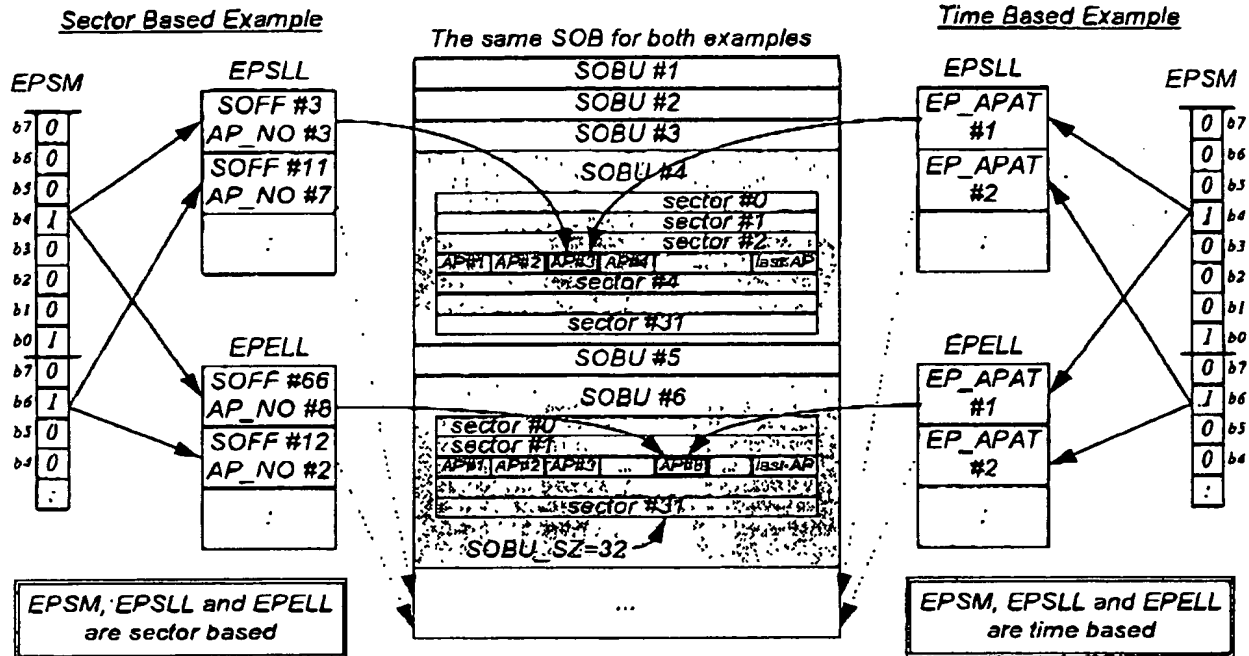 Sector Based Example
EPSM
b7 0
b6 0
b5 0
b4 1
b3 0
b2 0
b1 0
b0 1
b7 0
b6 1
b5 0
b4 0
:
EPSLL
SOFF #3
AP_NO #3
SOFF #11
AP_NO #7
:
EPELL
SOFF #66
AP_NO #8
SOFF #12
AP_NO #2
:
EPSM, EPSLL and EPELL
are sector based
The same SOB for both examples
SOBU #1
SOBU #2
SOBU #3
SOBU #4
sector #0
sector #1
sector #2
AP#1 AP#2 AP#3 AP#4 ... last AP
sector #4
sector #31
SOBU #5
SOBU #6
sector #0
sector #1
AP#1 AP#2 AP#3 ... AP#8 ... last AP
sector #31
SOBU_SZ=32
...
Time Based Example
EPSLL
EP_APAT
#1
EP_APAT
#2
:
EPELL
EP_APAT
#1
EP_APAT
#2
:
EPSM
0 b7
0 b6
0 b5
1 b4
0 b3
0 b2
0 b1
1 b0
0 b7
1 b6
0 b5
0 b4
:
EPSM, EPSLL and EPELL
are time based